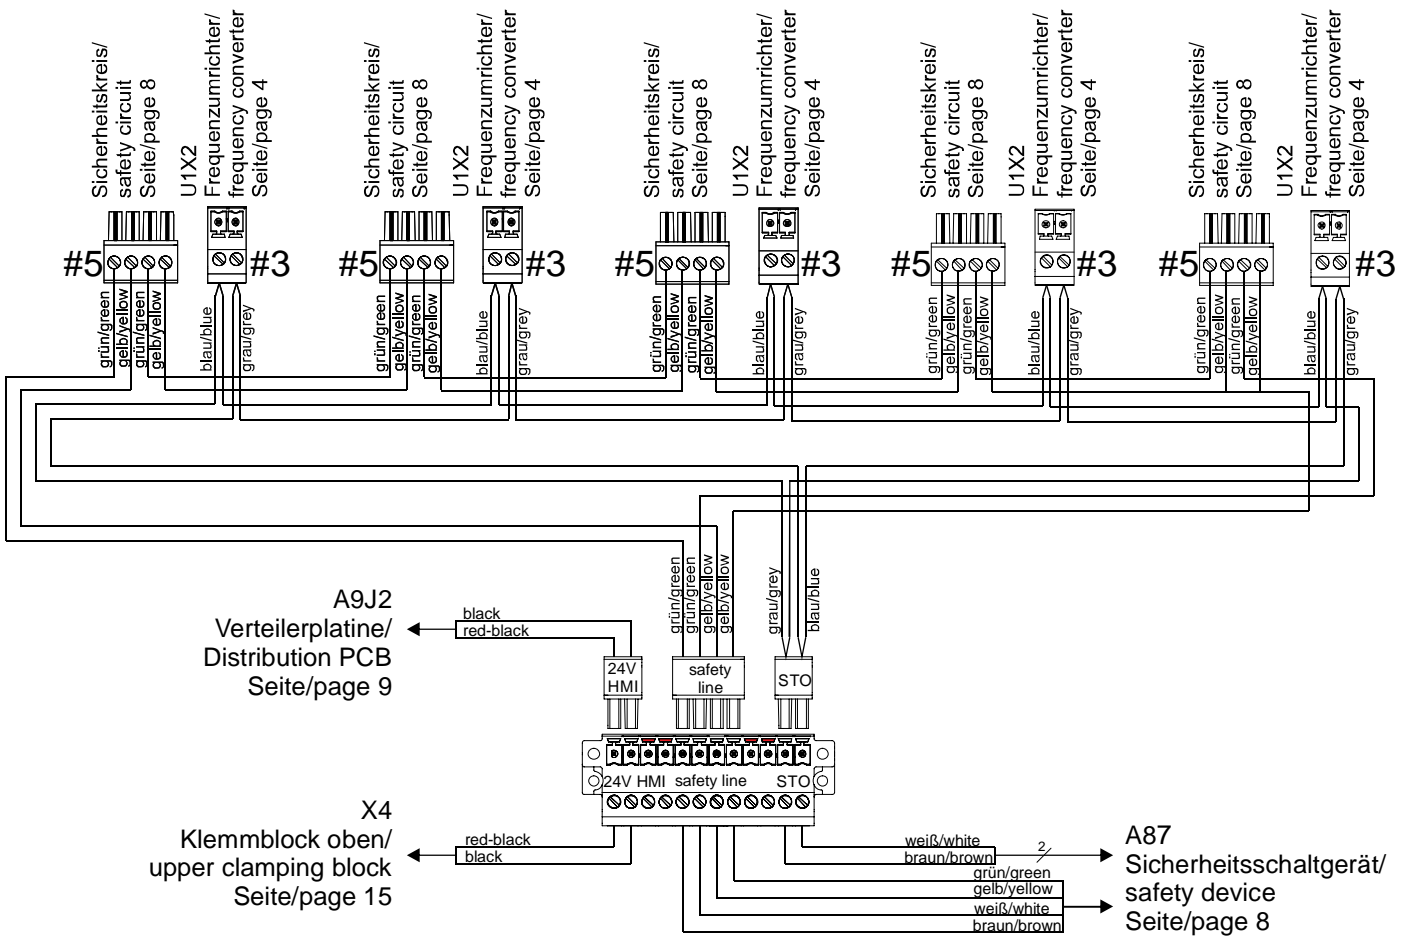 Sicherheitskreis/
safety circuit
Seite/page 8
U1X2
Frequenzumrichter/
frequency converter
Seite/page 4
Sicherheitskreis/
safety circuit
Seite/page 8
U1X2
Frequenzumrichter/
frequency converter
Seite/page 4
Sicherheitskreis/
safety circuit
Seite/page 8
U1X2
Frequenzumrichter/
frequency converter
Seite/page 4
Sicherheitskreis/
safety circuit
Seite/page 8
U1X2
Frequenzumrichter/
frequency converter
Seite/page 4
Sicherheitskreis/
safety circuit
Seite/page 8
U1X2
Frequenzumrichter/
frequency converter
Seite/page 4
#5
#3
#5
#3
#5
#3
#5
#3
#5
#3
grün/green
gelb/yellow
grün/green
gelb/yellow
blau/blue
grau/grey
grün/green
gelb/yellow
grün/green
gelb/yellow
blau/blue
grau/grey
grün/green
gelb/yellow
grün/green
gelb/yellow
blau/blue
grau/grey
grün/green
gelb/yellow
grün/green
gelb/yellow
blau/blue
grau/grey
grün/green
gelb/yellow
grün/green
gelb/yellow
blau/blue
grau/grey
grün/green
grün/green
gelb/yellow
gelb/yellow
grau/grey
blau/blue
A9J2
Verteilerplatine/
Distribution PCB
Seite/page 9
black
red-black
24V
HMI
safety
line
STO
24V HMI
safety line
STO
X4
Klemmblock oben/
upper clamping block
Seite/page 15
red-black
black
weiß/white
braun/brown
2
grün/green
gelb/yellow
weiß/white
braun/brown
A87
Sicherheitsschaltgerät/
safety device
Seite/page 8